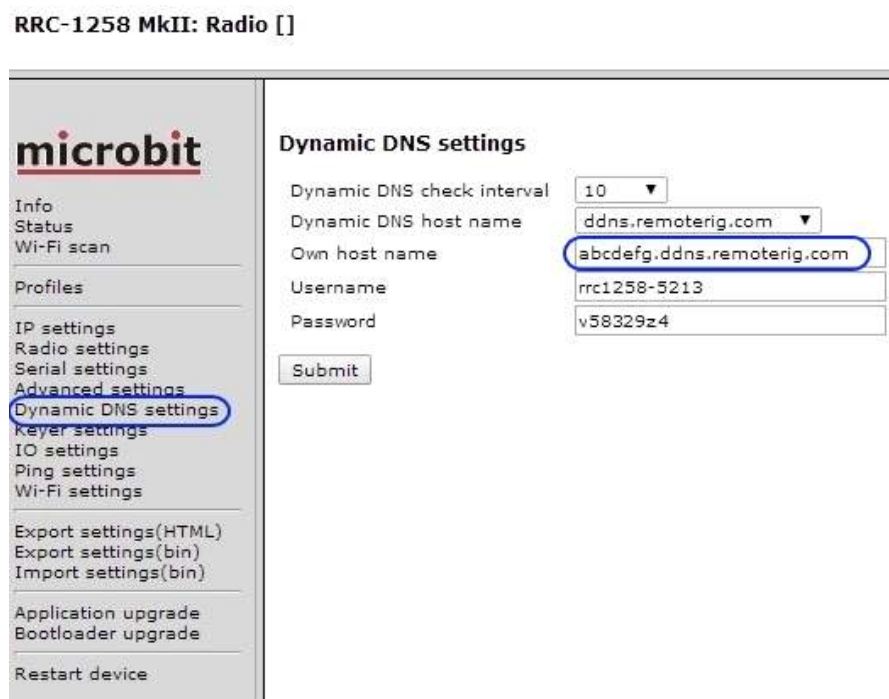 RRC-1258 MkII: Radio []
microbit
Info
Status
Wi-Fi scan
Profiles
IP settings
Radio settings
Serial settings
Advanced settings
Dynamic DNS settings
Keyer settings
IO settings
Ping settings
Wi-Fi settings
Export settings(HTML)
Export settings(bin)
Import settings(bin)
Application upgrade
Bootloader upgrade
Restart device
Dynamic DNS settings
Dynamic DNS check interval 10
Dynamic DNS host name ddns.remoterig.com
Own host name abcdefg.ddns.remoterig.com
Username rrc1258-5213
Password v58329z4
Submit